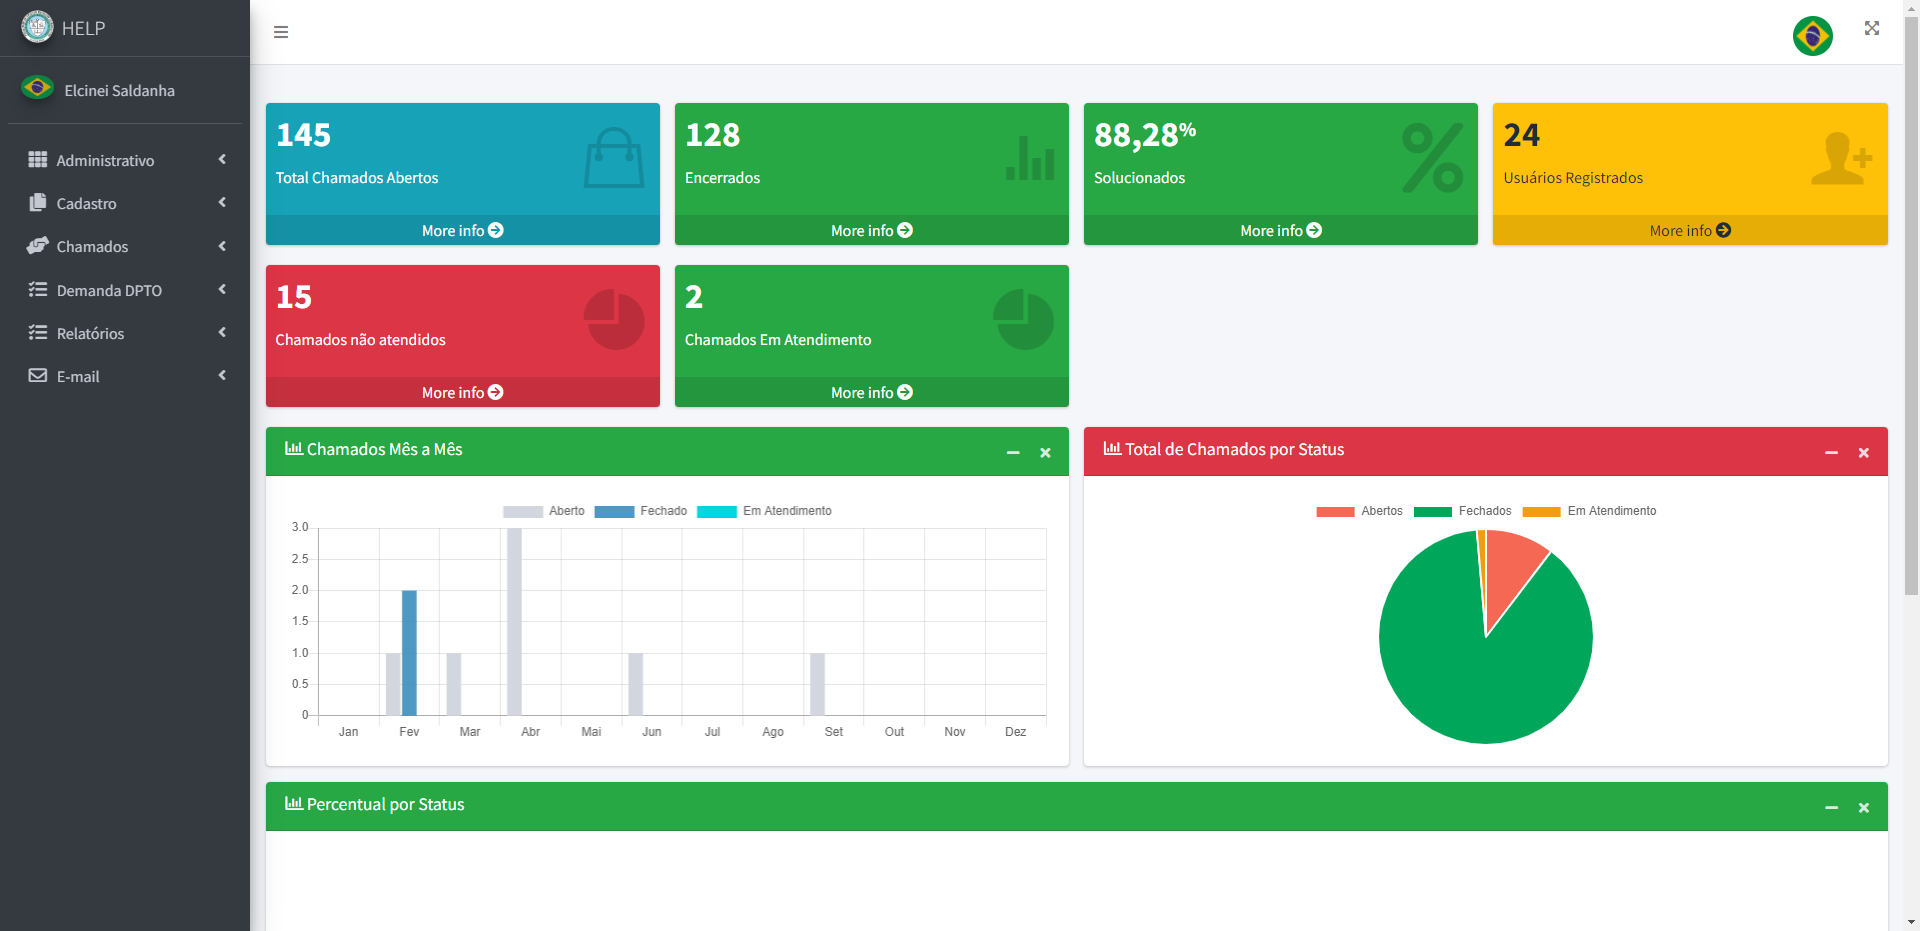 HELP
Elcinei Saldanha
Administrativo
Cadastro
Chamados
Demanda DPTO
Relatórios
E-mail
145
Total Chamados Abertos
More info
128
Encerrados
More info
88,28%
Solucionados
More info
24
Usuários Registrados
More info
15
Chamados não atendidos
More info
2
Chamados Em Atendimento
More info
Chamados Mês a Mês
Aberto Fechado Em Atendimento
3.0
2.5
2.0
1.5
1.0
0.5
0
Jan Fev Mar Abr Mai Jun Jul Ago Set Out Nov Dez
Total de Chamados por Status
Abertos Fechados Em Atendimento
Percentual por Status